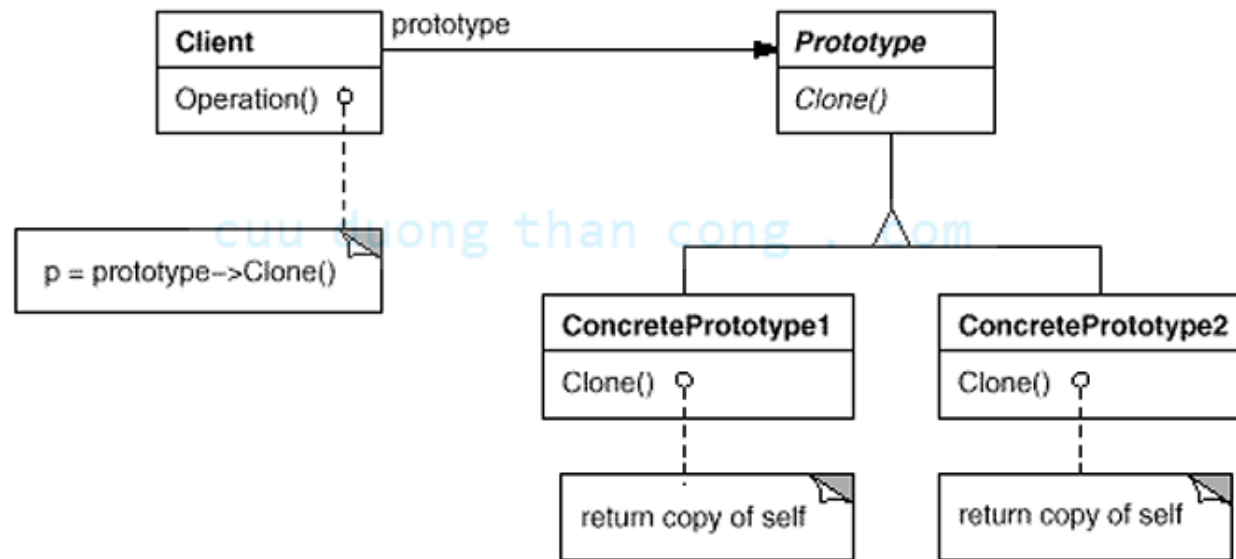 Client
prototype
Prototype
Operation()
Clone()
cuu duong than cong . com
p = prototype–>Clone()
ConcretePrototype1
ConcretePrototype2
Clone()
Clone()
return copy of self
return copy of self